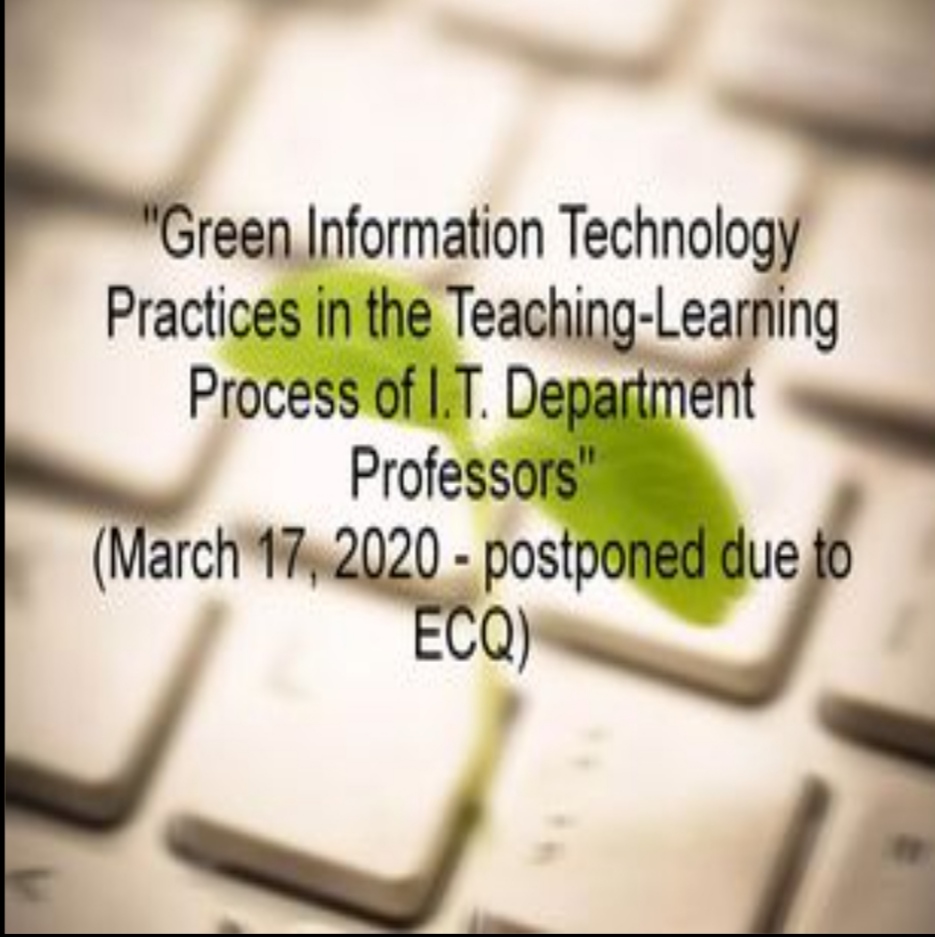 "Green Information Technology
Practices in the Teaching-Learning
Process of I.T. Department
Professors"
(March 17, 2020 - postponed due to
ECQ)